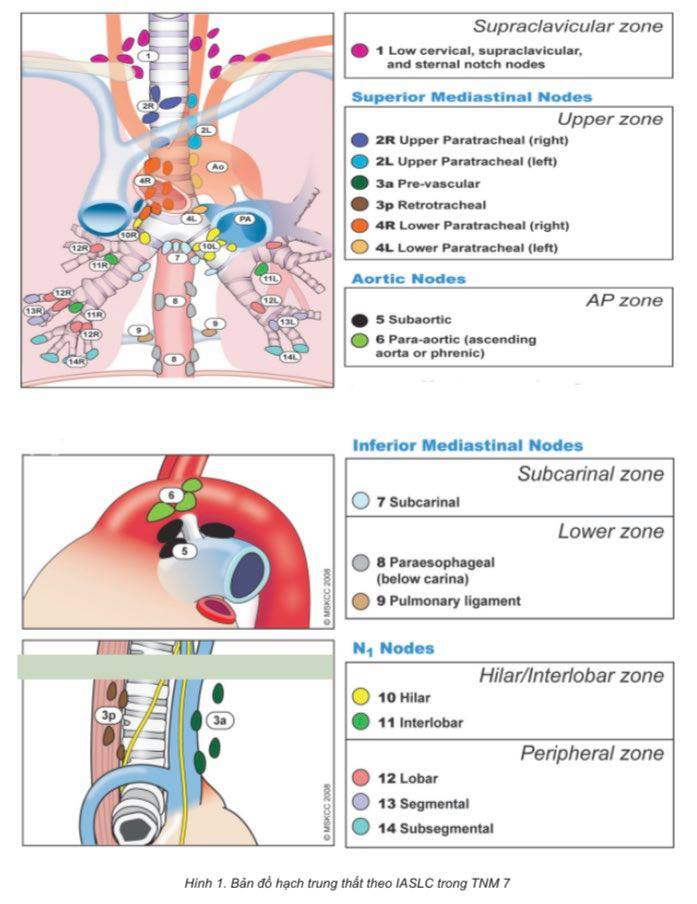 1
2R
2L
4R
Ao
4L
PA
10R
10L
7
12R
11R
11L
12R
12L
8
13R
11R
9
9
13L
12R
14R
8
14L
Supraclavicular zone
1 Low cervical, supraclavicular,
and sternal notch nodes
Superior Mediastinal Nodes
Upper zone
2R Upper Paratracheal (right)
2L Upper Paratracheal (left)
3a Pre-vascular
3p Retrotracheal
4R Lower Paratracheal (right)
4L Lower Paratracheal (left)
Aortic Nodes
AP zone
5 Subaortic
6 Para-aortic (ascending
aorta or phrenic)
6
5
© MSKCC 2008
Inferior Mediastinal Nodes
Subcarinal zone
7 Subcarinal
Lower zone
8 Paraesophageal
(below carina)
9 Pulmonary ligament
3p
3a
© MSKCC 2008
N1 Nodes
Hilar/Interlobar zone
10 Hilar
11 Interlobar
Peripheral zone
12 Lobar
13 Segmental
14 Subsegmental
Hình 1. Bản đồ hạch trung thất theo IASLC trong TNM 7